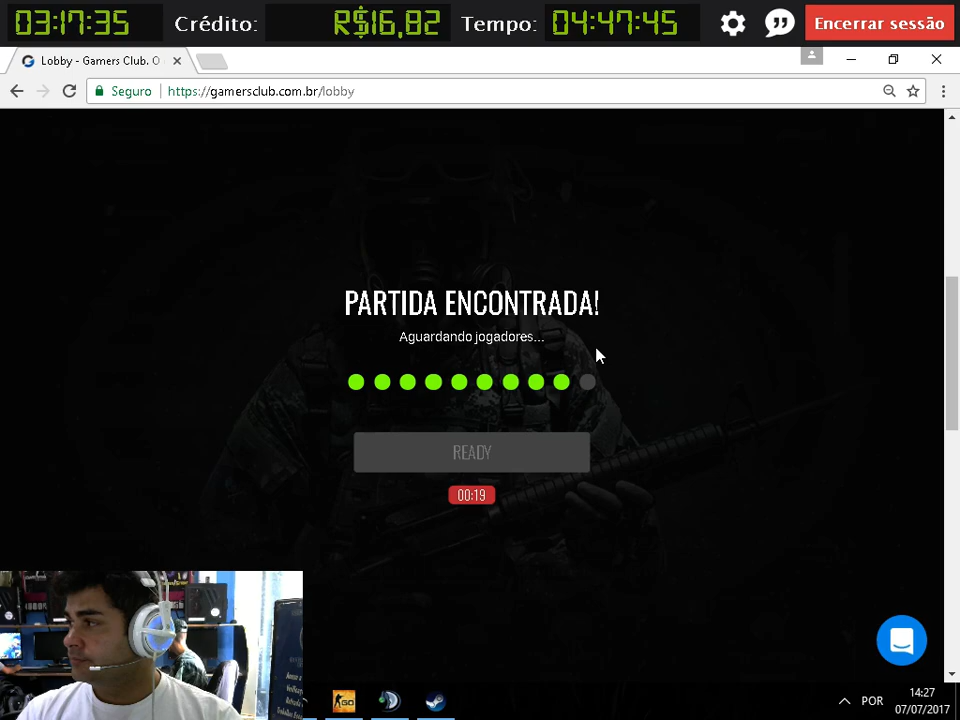 03:17:35 Crédito: R$16,82 Tempo: 04:47:45 Encerrar sessão
Lobby - Gamers Club. O
Seguro https://gamersclub.com.br/lobby
PARTIDA ENCONTRADA!
Aguardando jogadores...
READY
00:19
GO
POR
14:27
07/07/2017